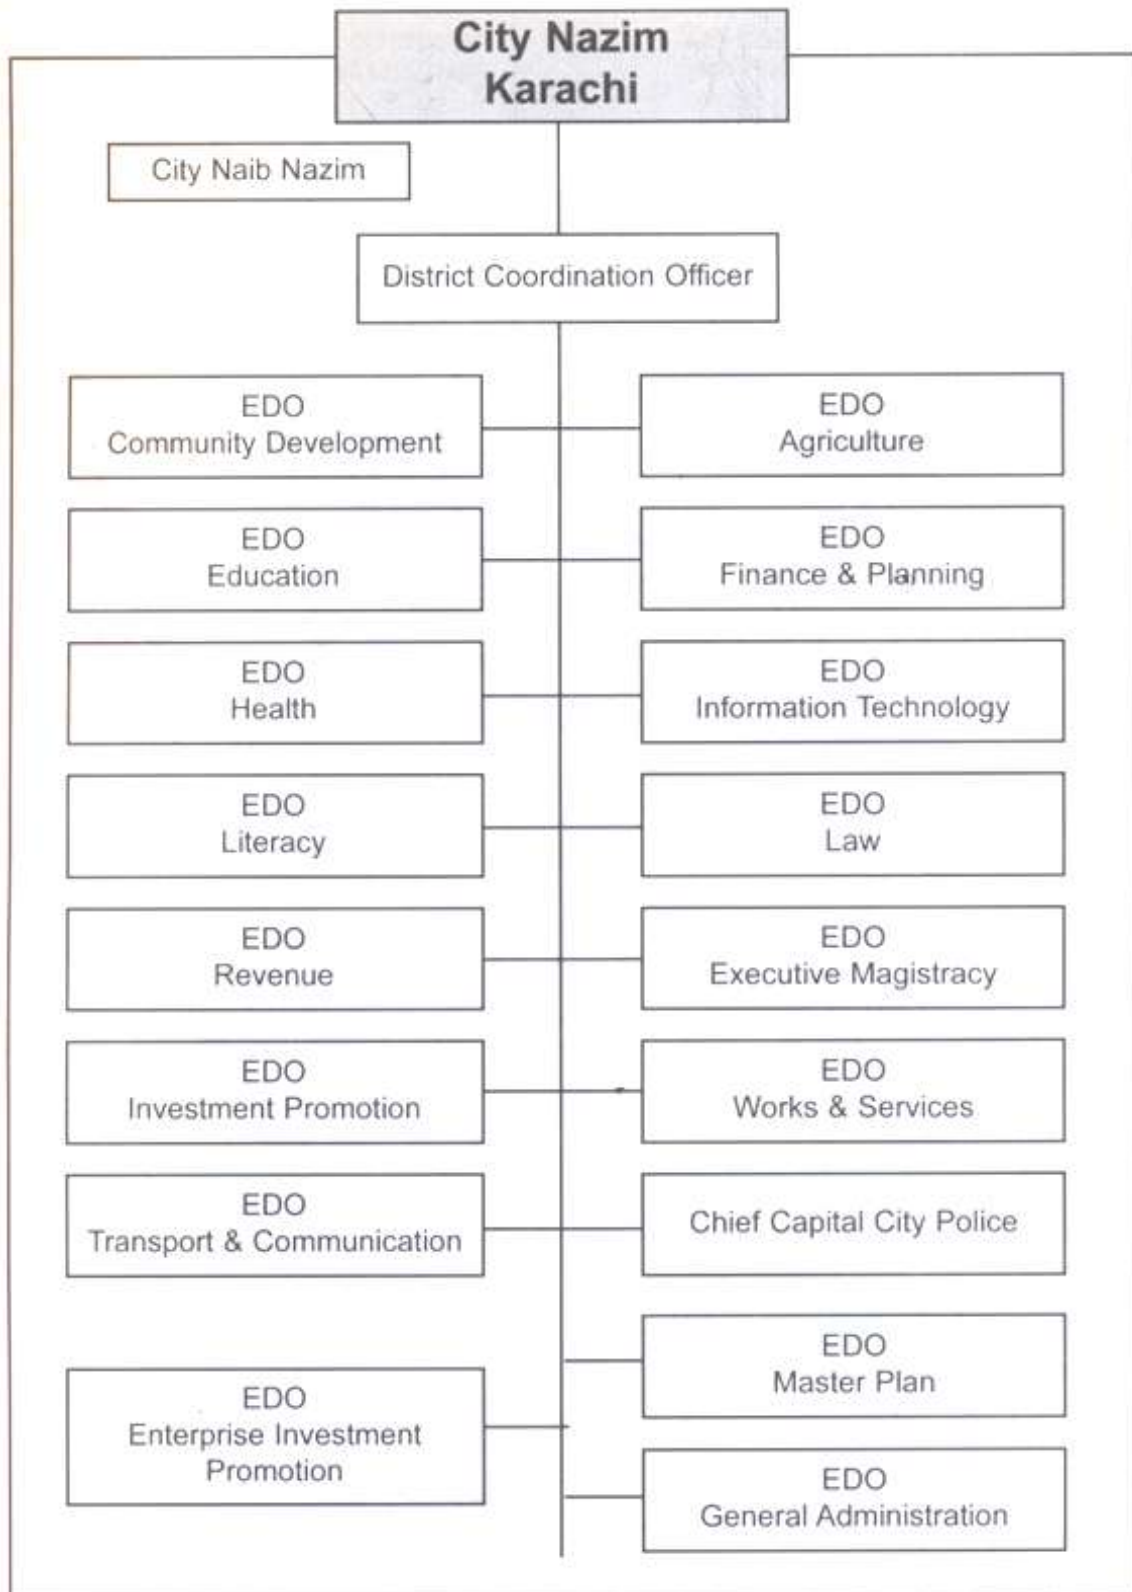 City Nazim
Karachi
City Naib Nazim
District Coordination Officer
EDO
Community Development
EDO
Agriculture
EDO
Education
EDO
Finance & Planning
EDO
Health
EDO
Information Technology
EDO
Literacy
EDO
Law
EDO
Revenue
EDO
Executive Magistracy
EDO
Investment Promotion
EDO
Works & Services
EDO
Transport & Communication
Chief Capital City Police
EDO
Master Plan
EDO
Enterprise Investment
Promotion
EDO
General Administration